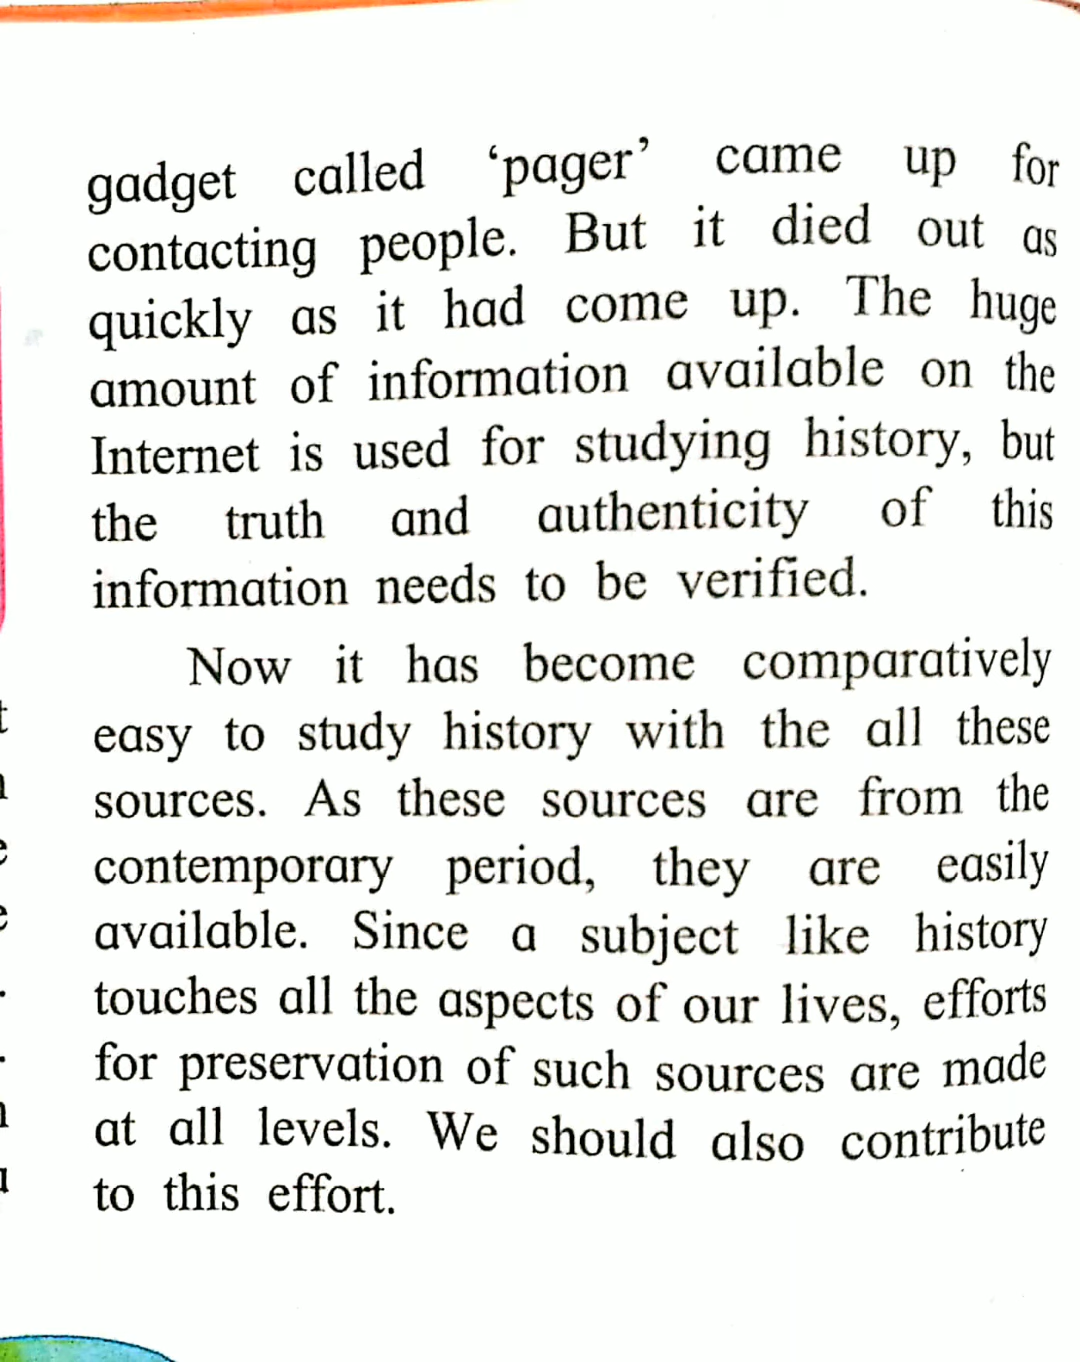 gadget called ‘pager’ came up for
contacting people. But it died out as
quickly as it had come up. The huge
amount of information available on the
Internet is used for studying history, but
the truth and authenticity of this
information needs to be verified.
Now it has become comparatively
easy to study history with the all these
sources. As these sources are from the
contemporary period, they are easily
available. Since a subject like history
touches all the aspects of our lives, efforts
for preservation of such sources are made
at all levels. We should also contribute
to this effort.